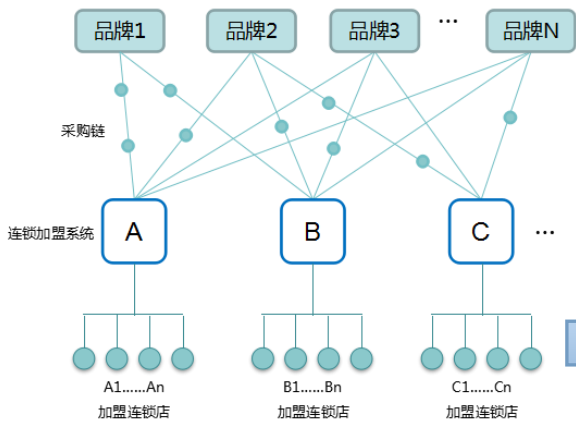 品牌1
品牌2
品牌3
...
品牌N
采购链
连锁加盟系统
A
B
C
...
A1......An
B1......Bn
C1......Cn
加盟连锁店
加盟连锁店
加盟连锁店